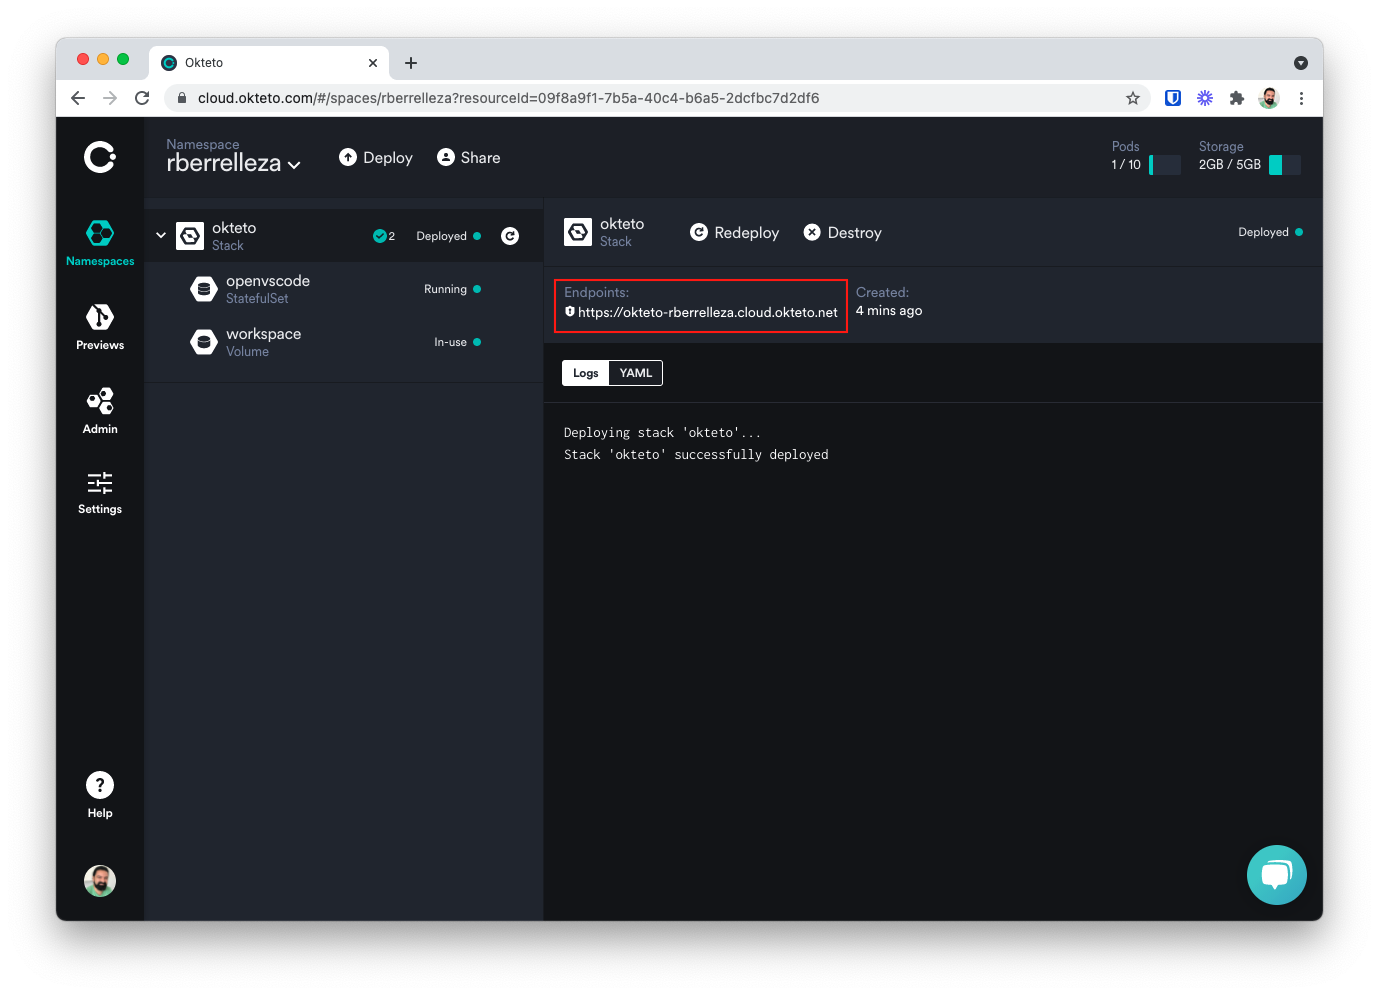 Okteto
cloud.okteto.com/#/spaces/rberrelleza?resourceId=09f8a9f1-7b5a-40c4-b6a5-2dcfbc7d2df6
Namespace
rberrelleza
Deploy
Share
Pods
1 / 10
Storage
2GB / 5GB
Namespaces
Previews
Admin
Settings
Help
okteto
Stack
2
Deployed
openvscode
StatefulSet
Running
workspace
Volume
In-use
okteto
Stack
Redeploy
Destroy
Deployed
Endpoints:
https://okteto-rberrelleza.cloud.okteto.net
Created:
4 mins ago
Logs
YAML
Deploying stack 'okteto'...
Stack 'okteto' successfully deployed